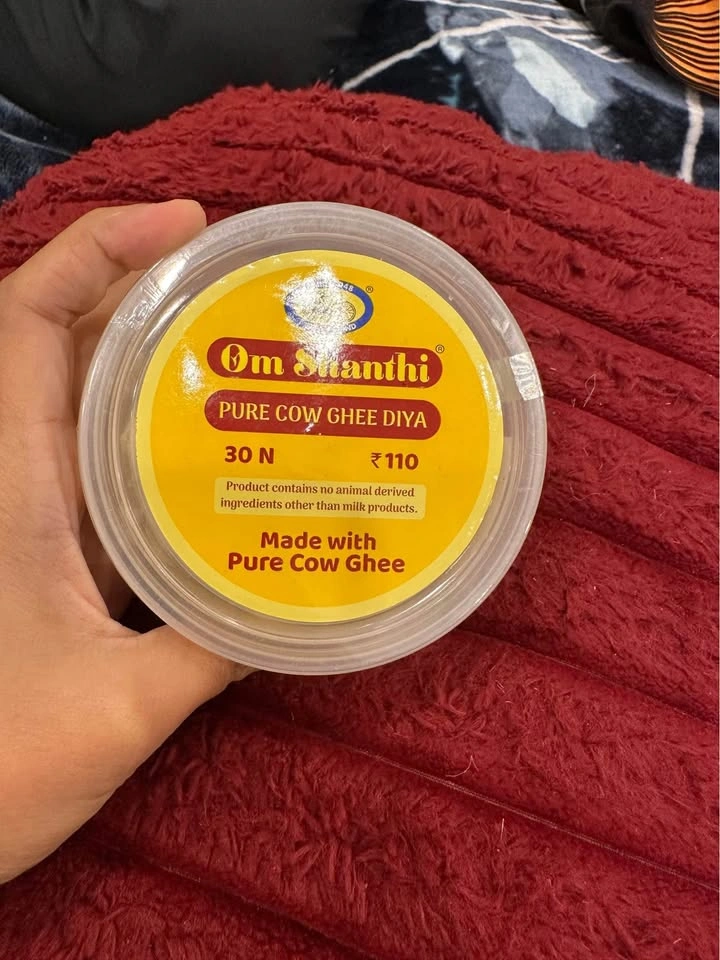 Om Shanthi
PURE COW GHEE DIYA
30 N ₹110
Product contains no animal derived
ingredients other than milk products.
Made with
Pure Cow Ghee